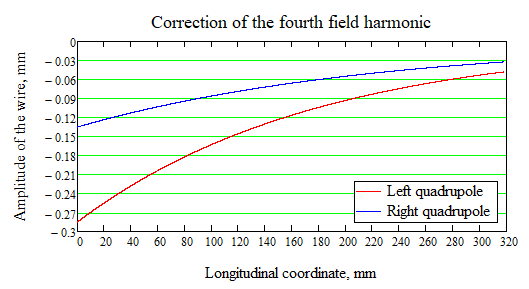 Correction of the fourth field harmonic
Amplitude of the wire, mm
0
− 0.03
− 0.06
− 0.09
− 0.12
− 0.15
− 0.18
− 0.21
− 0.24
− 0.27
− 0.3
Left quadrupole
Right quadrupole
0 20 40 60 80 100 120 140 160 180 200 220 240 260 280 300 320
Longitudinal coordinate, mm